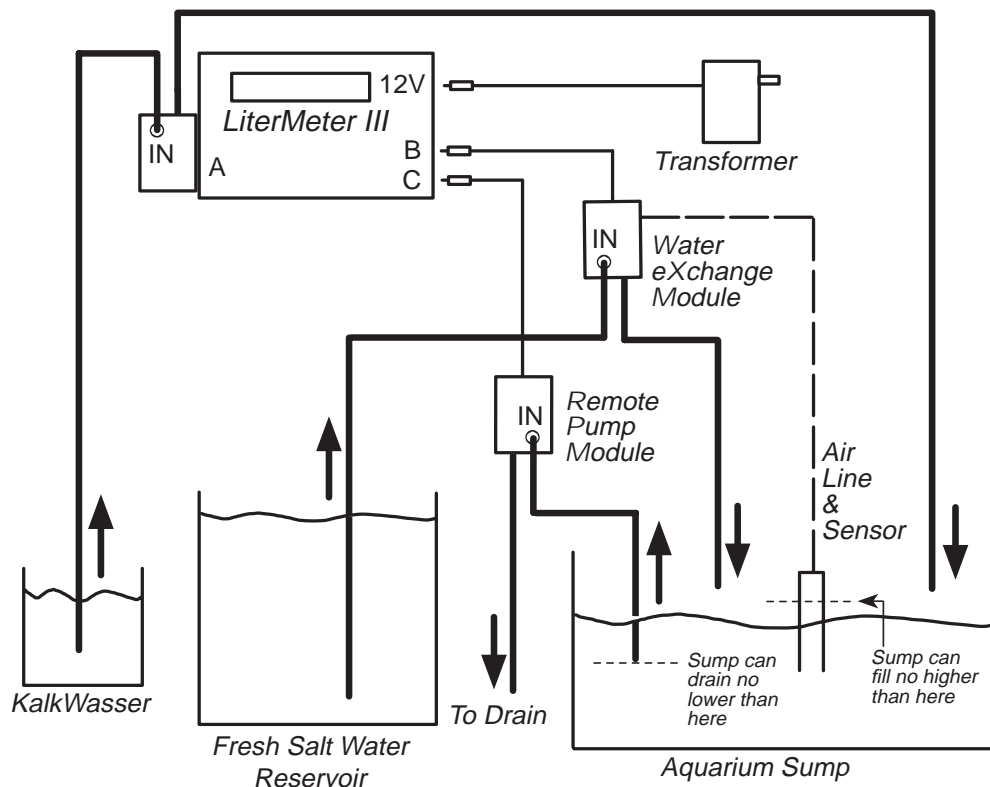 12V
LiterMeter III
IN
A
B
C
Transformer
IN
Water
eXchange
Module
IN
Remote
Pump
Module
Air
Line
&
Sensor
Sump can
drain no
lower than
here
Sump can
fill no higher
than here
KalkWasser
To Drain
Fresh Salt Water
Reservoir
Aquarium Sump